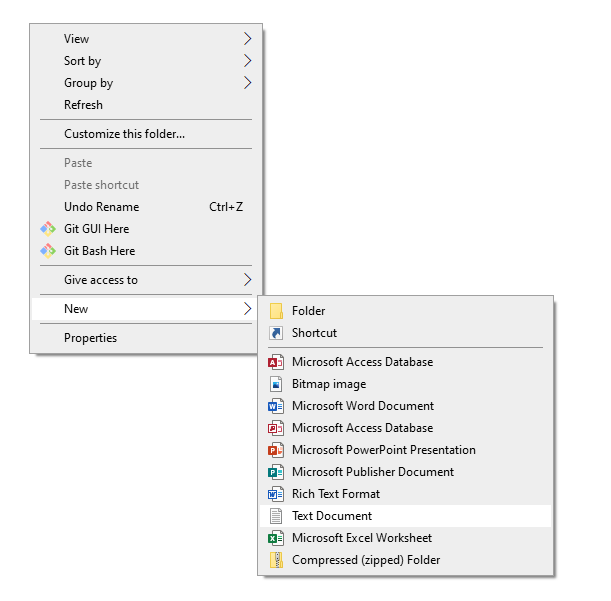 View
Sort by
Group by
Refresh
Customize this folder...
Paste
Paste shortcut
Undo Rename Ctrl+Z
Git GUI Here
Git Bash Here
Give access to
New
Properties
Folder
Shortcut
Microsoft Access Database
Bitmap image
Microsoft Word Document
Microsoft Access Database
Microsoft PowerPoint Presentation
Microsoft Publisher Document
Rich Text Format
Text Document
Microsoft Excel Worksheet
Compressed (zipped) Folder